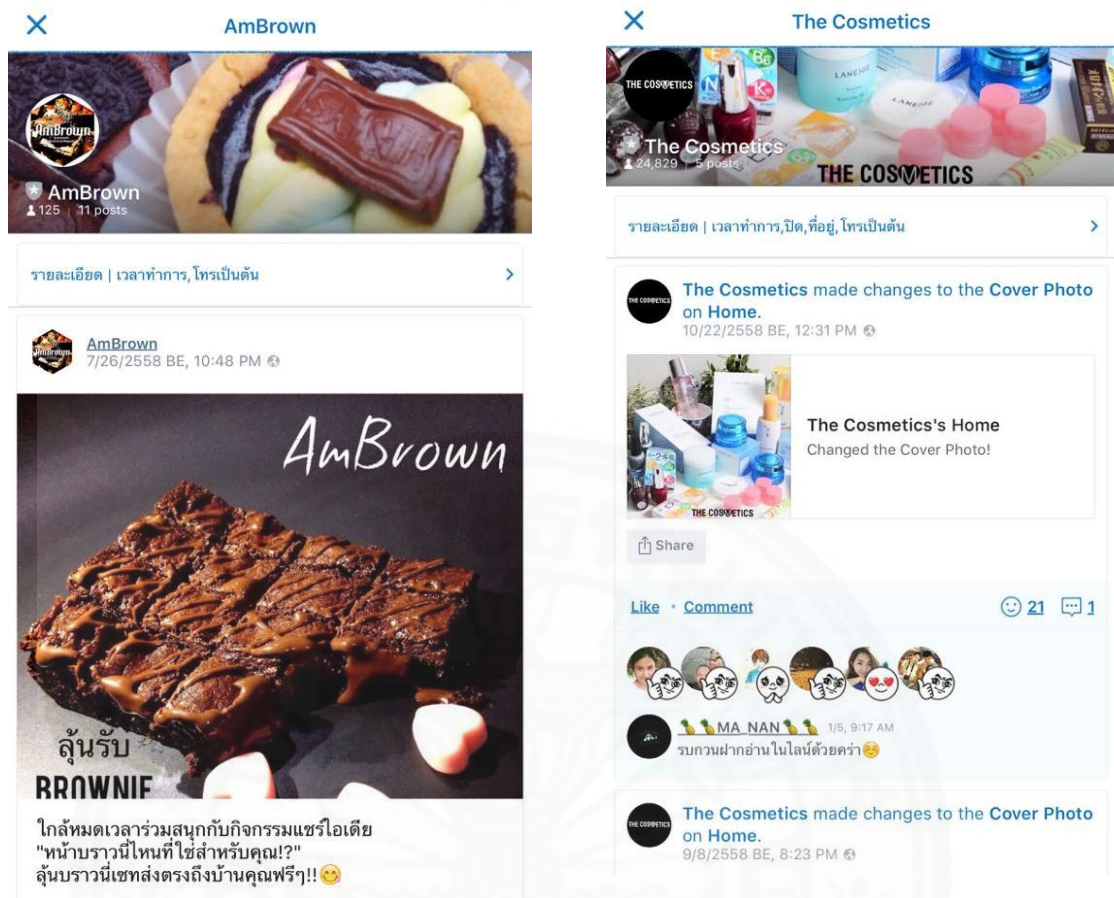 AmBrown
AmBrown
AmBrown
125 | 11 posts
รายละเอียด | เวลาทำการ, โทรเป็นต้น
AmBrown
AmBrown
7/26/2558 BE, 10:48 PM
AmBrown
ลุ้นรับ
BROWNIE
ใกล้หมดเวลาร่วมสนุกกับกิจกรรมแชร์ไอเดีย
"หน้าบราวนี่ไหนที่ใช่สำหรับคุณ!?"
ลุ้นบราวนี่เซทส่งตรงถึงบ้านคุณฟรีๆ!!😋
The Cosmetics
THE COSMETICS
LANEIGE
LANEIGE
E
B6
N
K+
The Cosmetics
24,829 | 5 posts
THE COSMETICS
รายละเอียด | เวลาทำการ,ปิด,ที่อยู่,โทรเป็นต้น
THE COSMETICS
The Cosmetics made changes to the Cover Photo
on Home.
10/22/2558 BE, 12:31 PM
THE COSMETICS
The Cosmetics's Home
Changed the Cover Photo!
Share
Like • Comment
21 1
🍍🍍MA_NAN🍍🍍 1/5, 9:17 AM
รบกวนฝากอ่านในไลน์ด้วยคร่า☺️
THE COSMETICS
The Cosmetics made changes to the Cover Photo
on Home.
9/8/2558 BE, 8:23 PM